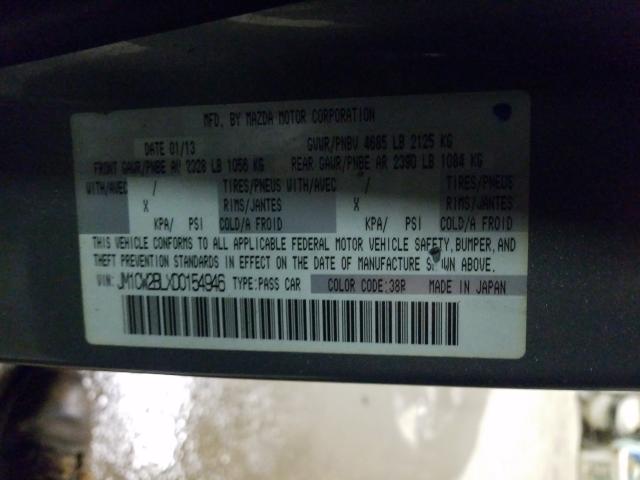 MFD. BY MAZDA MOTOR CORPORATION
DATE 01/13 GVWR/PNBV 4685 LB 2125 KG
FRONT GAWR/PNBE AV 2328 LB 1056 KG REAR GAWR/PNBE AR 2390 LB 1084 KG
WITH/AVEC / TIRES/PNEUS WITH/AVEC / TIRES/PNEUS
X RIMS/JANTES X RIMS/JANTES
KPA/ PSI COLD/A FROID KPA/ PSI COLD/A FROID
THIS VEHICLE CONFORMS TO ALL APPLICABLE FEDERAL MOTOR VEHICLE SAFETY, BUMPER, AND
THEFT PREVENTION STANDARDS IN EFFECT ON THE DATE OF MANUFACTURE SHOWN ABOVE.
VIN: JM1CW2BLXD0154946 TYPE:PASS CAR COLOR CODE:38P MADE IN JAPAN